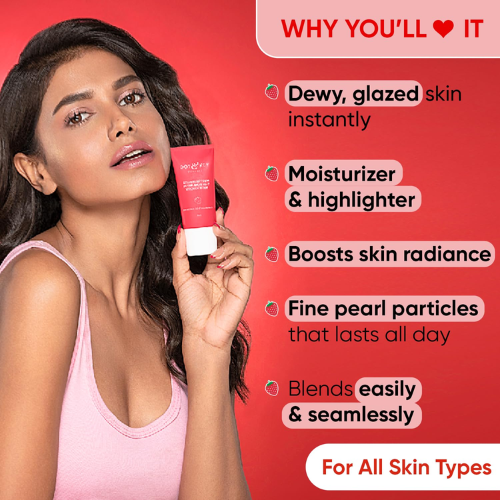 WHY YOU'LL ❤ IT
Dewy, glazed skin
instantly
Moisturizer
& highlighter
Boosts skin radiance
Fine pearl particles
that lasts all day
Blends easily
& seamlessly
For All Skin Types